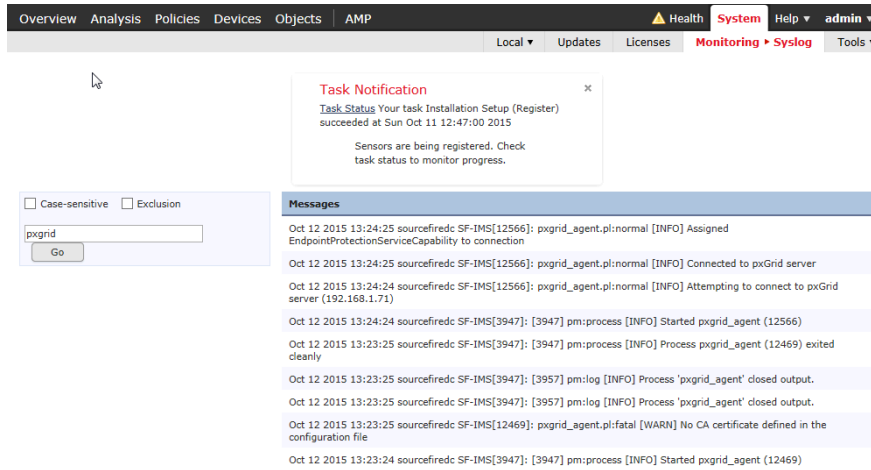 Overview Analysis Policies Devices Objects AMP Health System Help ▾ admin ▾
Local ▾ Updates Licenses Monitoring ▸ Syslog Tools ▾
Task Notification ×
Task Status Your task Installation Setup (Register)
succeeded at Sun Oct 11 12:47:00 2015
Sensors are being registered. Check
task status to monitor progress.
Case-sensitive Exclusion
pxgrid
Go
Messages
Oct 12 2015 13:24:25 sourcefiredc SF-IMS[12566]: pxgrid_agent.pl:normal [INFO] Assigned
EndpointProtectionServiceCapability to connection
Oct 12 2015 13:24:25 sourcefiredc SF-IMS[12566]: pxgrid_agent.pl:normal [INFO] Connected to pxGrid server
Oct 12 2015 13:24:24 sourcefiredc SF-IMS[12566]: pxgrid_agent.pl:normal [INFO] Attempting to connect to pxGrid
server (192.168.1.71)
Oct 12 2015 13:24:24 sourcefiredc SF-IMS[3947]: [3947] pm:process [INFO] Started pxgrid_agent (12566)
Oct 12 2015 13:23:25 sourcefiredc SF-IMS[3947]: [3947] pm:process [INFO] Process pxgrid_agent (12469) exited
cleanly
Oct 12 2015 13:23:25 sourcefiredc SF-IMS[3947]: [3957] pm:log [INFO] Process 'pxgrid_agent' closed output.
Oct 12 2015 13:23:25 sourcefiredc SF-IMS[3947]: [3957] pm:log [INFO] Process 'pxgrid_agent' closed output.
Oct 12 2015 13:23:25 sourcefiredc SF-IMS[12469]: pxgrid_agent.pl:fatal [WARN] No CA certificate defined in the
configuration file
Oct 12 2015 13:23:24 sourcefiredc SF-IMS[3947]: [3947] pm:process [INFO] Started pxgrid_agent (12469)